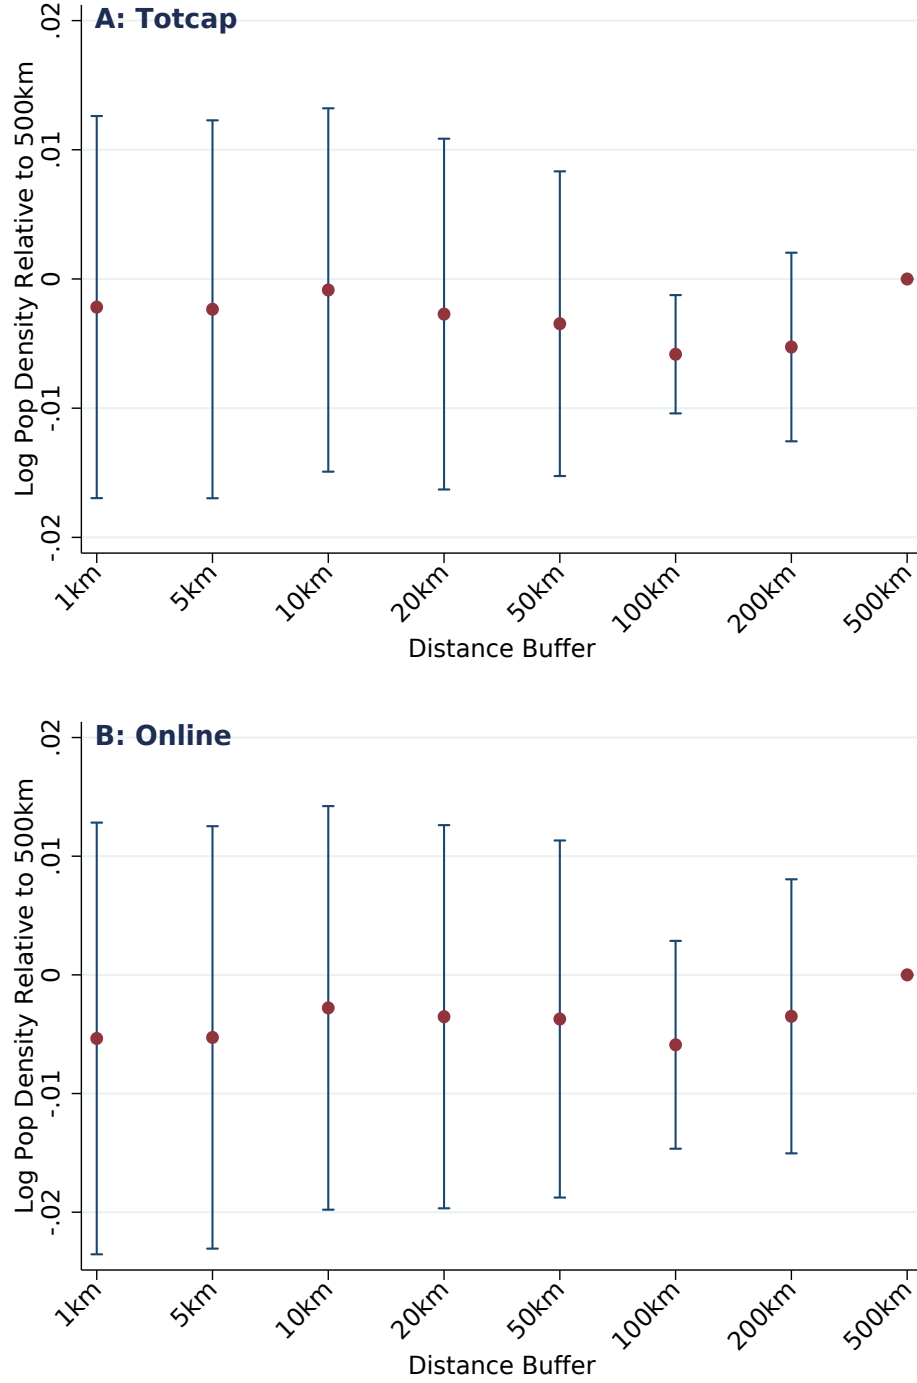 A: Totcap
Log Pop Density Relative to 500km
.02
.01
0
-.01
-.02
1km
5km
10km
20km
50km
100km
200km
500km
Distance Buffer
B: Online
Log Pop Density Relative to 500km
.02
.01
0
-.01
-.02
1km
5km
10km
20km
50km
100km
200km
500km
Distance Buffer